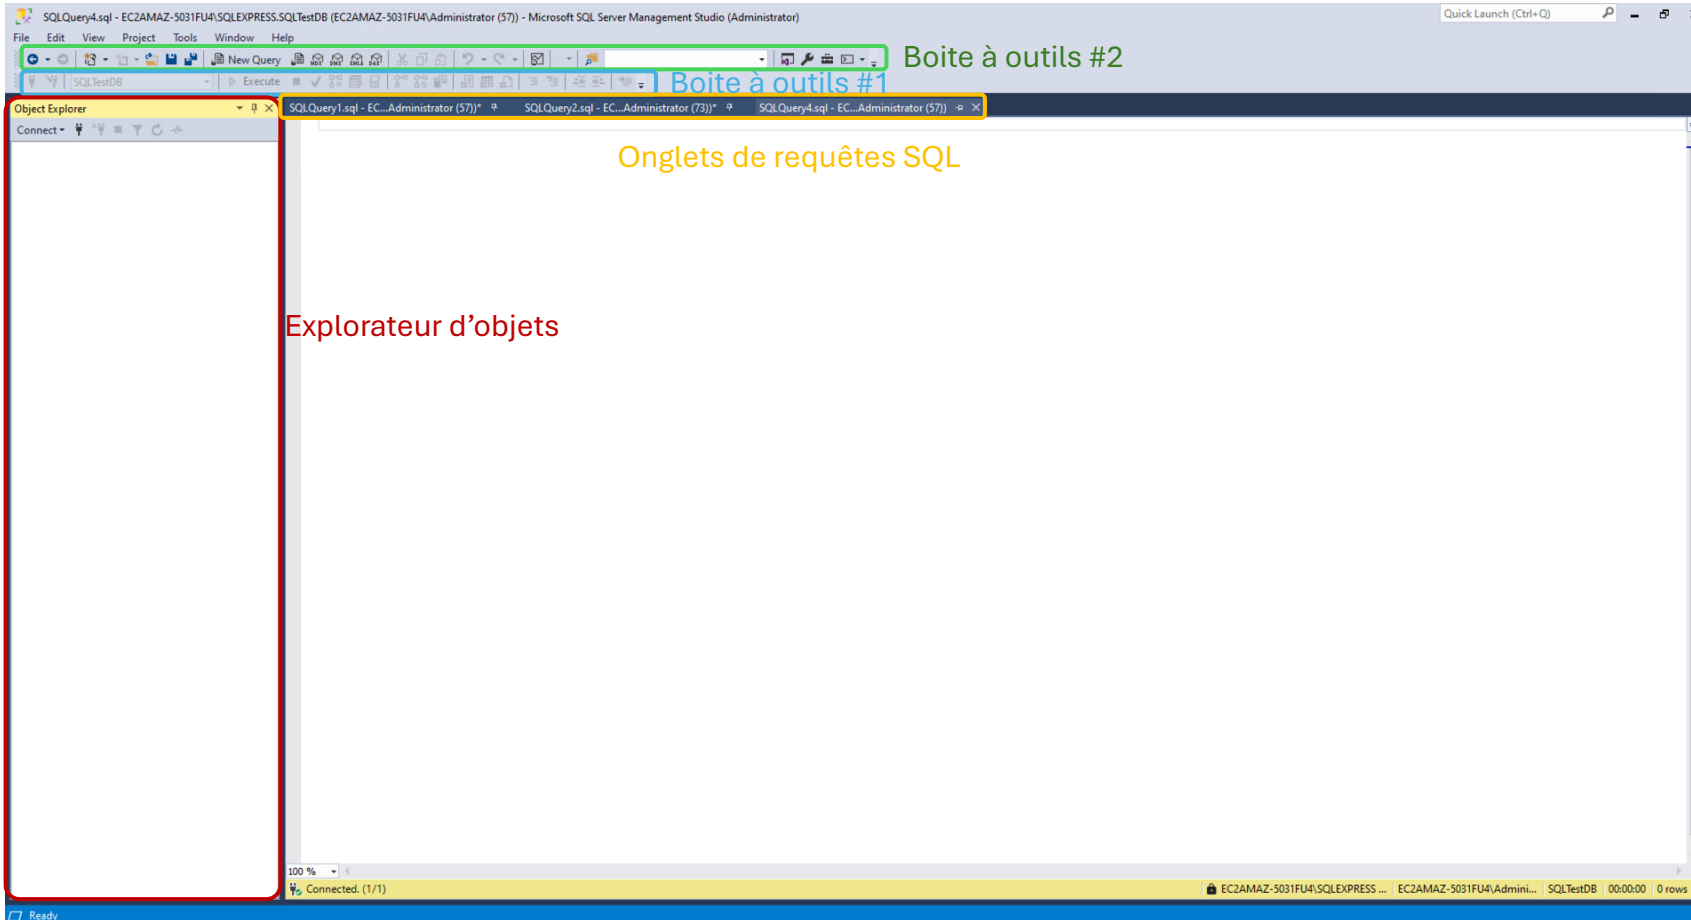 SQLQuery4.sql - EC2AMAZ-5031FU4\SQLEXPRESS.SQLTestDB (EC2AMAZ-5031FU4\Administrator (57)) - Microsoft SQL Server Management Studio (Administrator)
Quick Launch (Ctrl+Q)
File Edit View Project Tools Window Help
New Query MDX DMX XMLA DAX
Boite à outils #2
SQLTestDB Execute
Boite à outils #1
Object Explorer
SQLQuery1.sql - EC...Administrator (57))* SQLQuery2.sql - EC...Administrator (73))* SQLQuery4.sql - EC...Administrator (57))
Connect
Onglets de requêtes SQL
Explorateur d’objets
100 %
Connected. (1/1) EC2AMAZ-5031FU4\SQLEXPRESS ... EC2AMAZ-5031FU4\Admini... SQLTestDB 00:00:00 0 rows
Ready